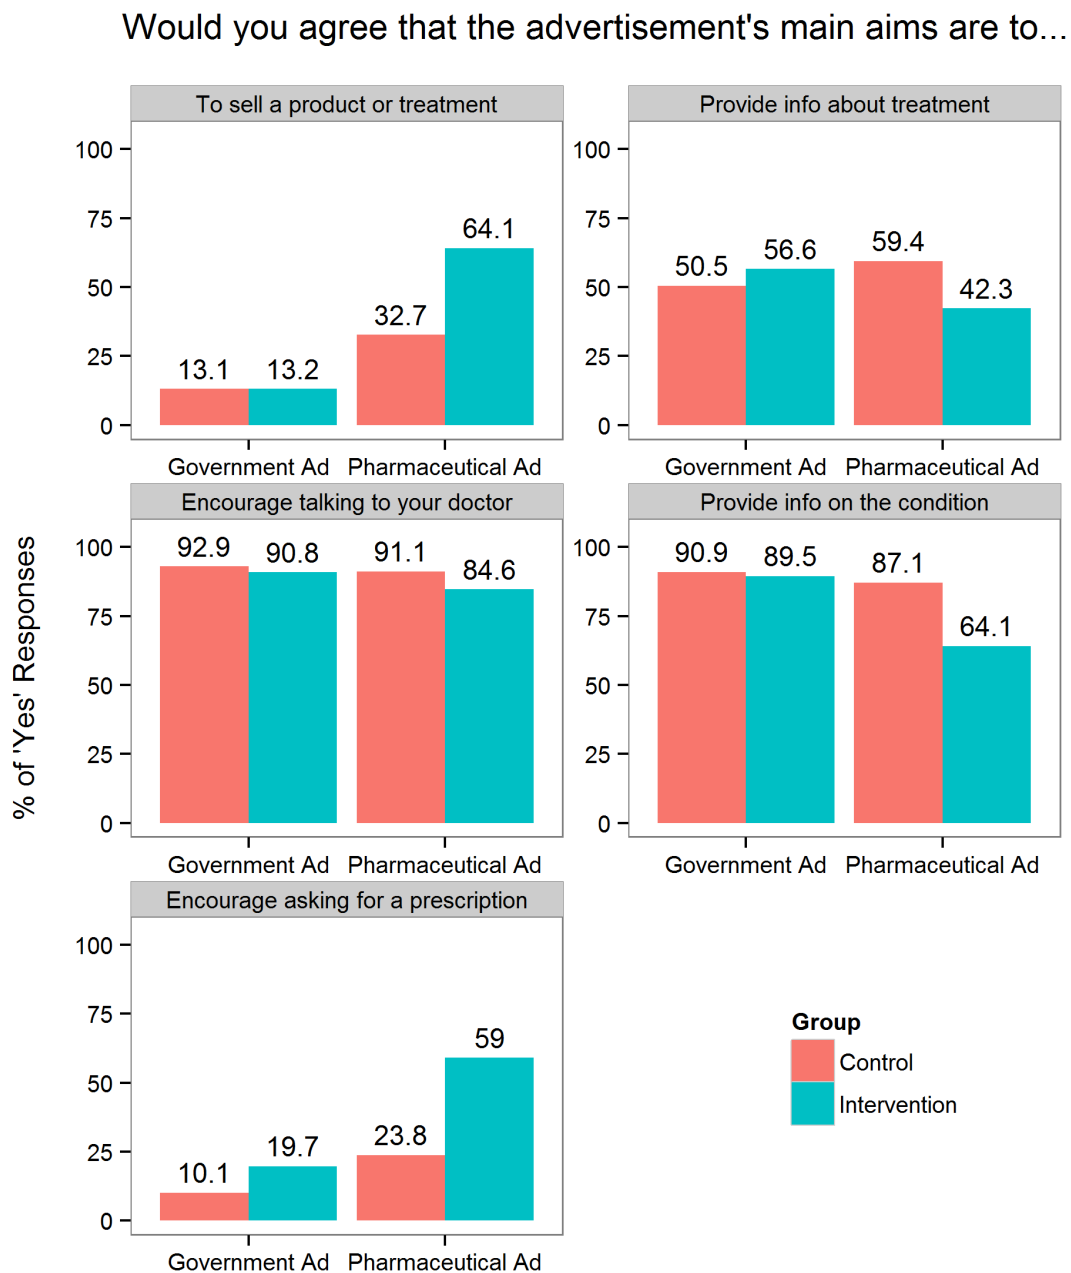 Would you agree that the advertisement's main aims are to...
To sell a product or treatment
100
75
50
25
0
13.1
13.2
32.7
64.1
Government Ad
Pharmaceutical Ad
Provide info about treatment
100
75
50
25
0
50.5
56.6
59.4
42.3
Government Ad
Pharmaceutical Ad
% of 'Yes' Responses
Encourage talking to your doctor
100
75
50
25
0
92.9
90.8
91.1
84.6
Government Ad
Pharmaceutical Ad
Provide info on the condition
100
75
50
25
0
90.9
89.5
87.1
64.1
Government Ad
Pharmaceutical Ad
Encourage asking for a prescription
100
75
50
25
0
10.1
19.7
23.8
59
Government Ad
Pharmaceutical Ad
Group
Control
Intervention